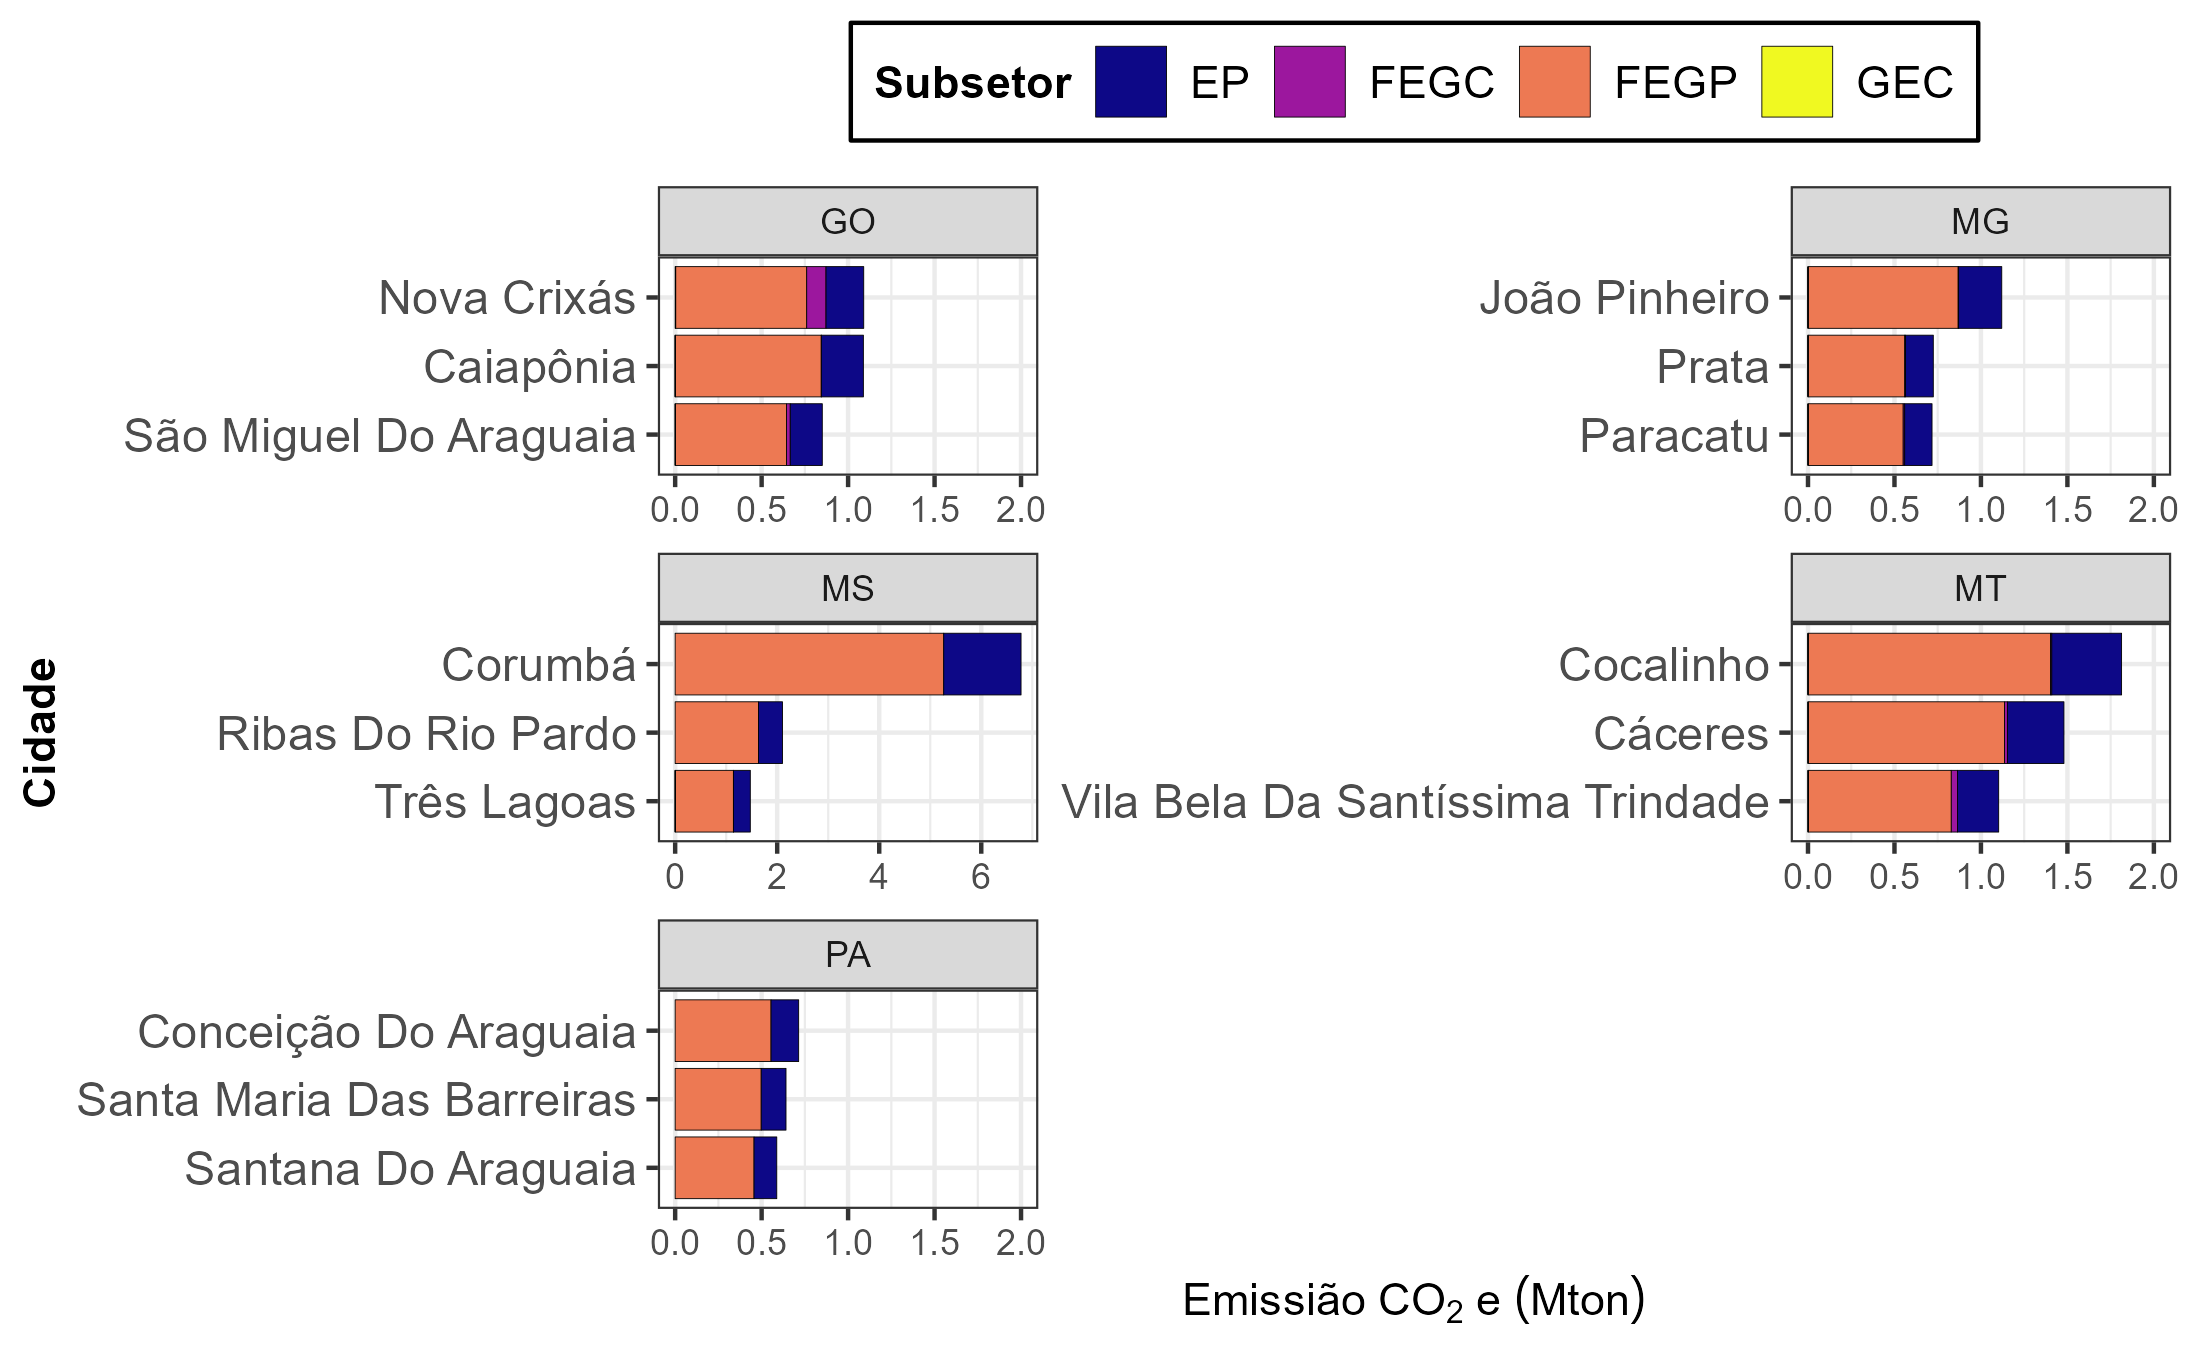 Subsetor EP FEGC FEGP GEC
GO
Nova Crixás
Caiapônia
São Miguel Do Araguaia
0.0 0.5 1.0 1.5 2.0
MG
João Pinheiro
Prata
Paracatu
0.0 0.5 1.0 1.5 2.0
Cidade
MS
Corumbá
Ribas Do Rio Pardo
Três Lagoas
0 2 4 6
MT
Cocalinho
Cáceres
Vila Bela Da Santíssima Trindade
0.0 0.5 1.0 1.5 2.0
PA
Conceição Do Araguaia
Santa Maria Das Barreiras
Santana Do Araguaia
0.0 0.5 1.0 1.5 2.0
Emissião CO₂ e (Mton)